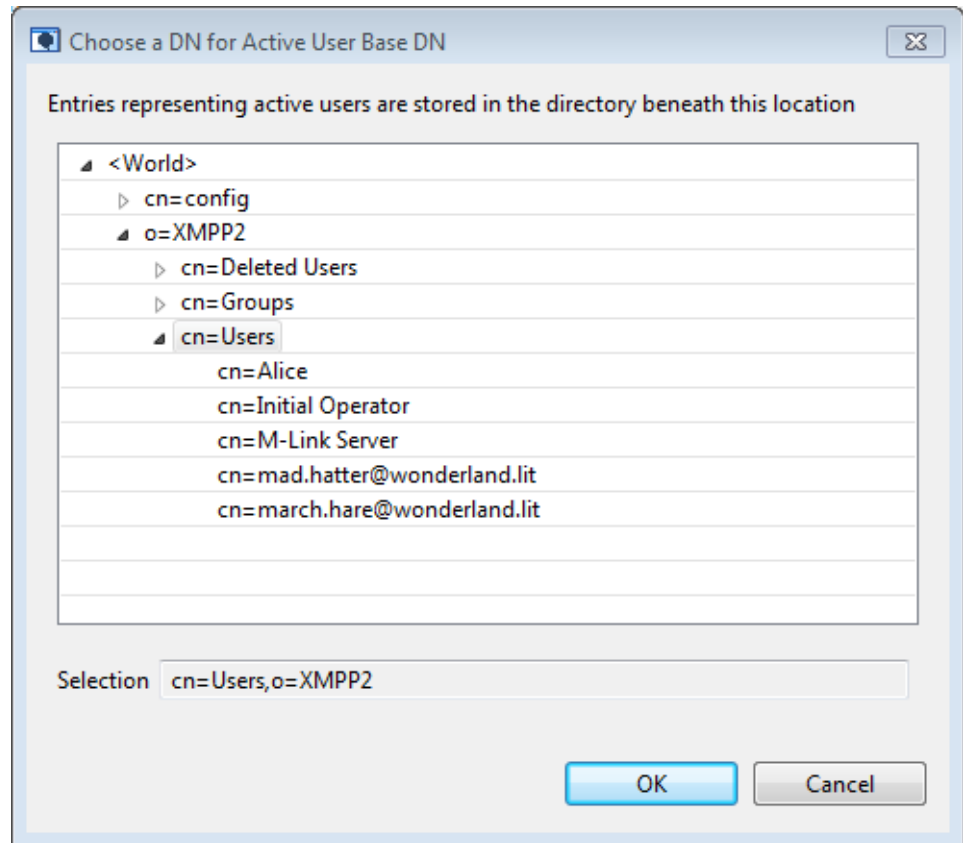 Choose a DN for Active User Base DN
Entries representing active users are stored in the directory beneath this location
<World>
cn=config
o=XMPP2
cn=Deleted Users
cn=Groups
cn=Users
cn=Alice
cn=Initial Operator
cn=M-Link Server
cn=mad.hatter@wonderland.lit
cn=march.hare@wonderland.lit
Selection cn=Users,o=XMPP2
OK Cancel